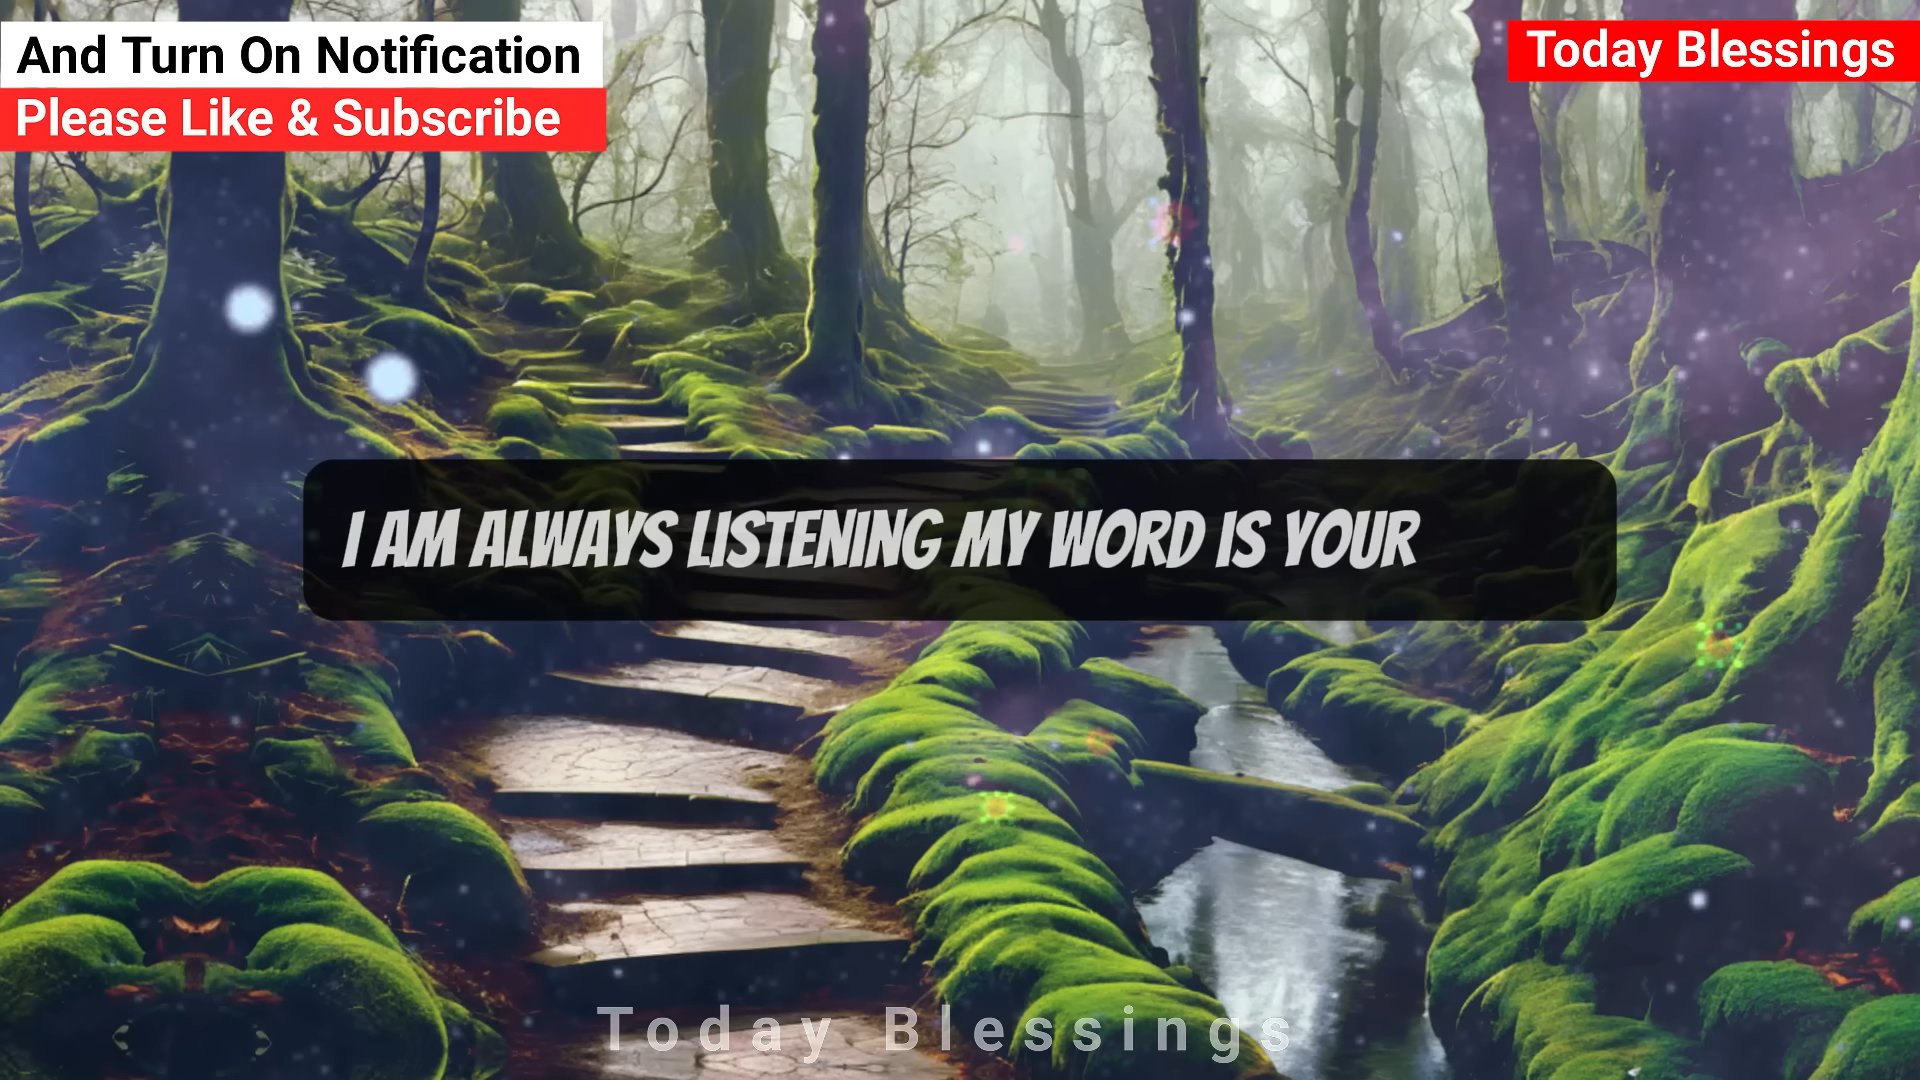 And Turn On Notification
Please Like & Subscribe
Today Blessings
I AM ALWAYS LISTENING MY WORD IS YOUR
Today Blessings